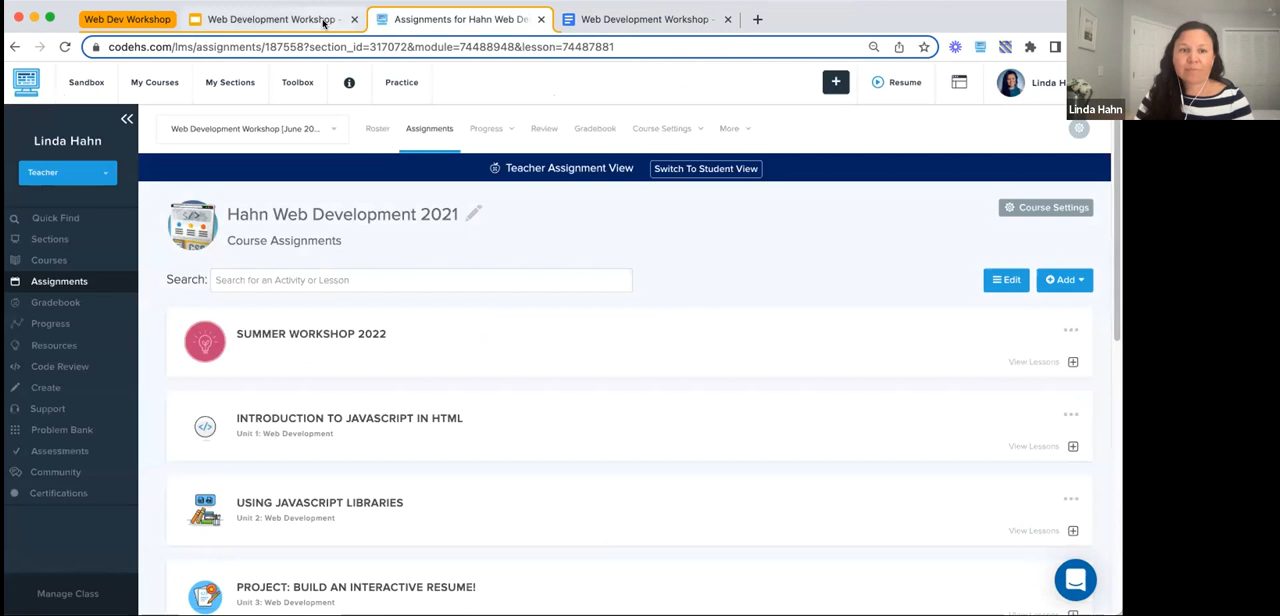 Web Dev Workshop
Web Development Workshop -
Assignments for Hahn Web De
Web Development Workshop -
codehs.com/lms/assignments/187558?section_id=317072&module=74488948&lesson=74487881
Sandbox
My Courses
My Sections
Toolbox
Practice
Resume
Linda H
Linda Hahn
Linda Hahn
Teacher
Quick Find
Sections
Courses
Assignments
Gradebook
Progress
Resources
Code Review
Create
Support
Problem Bank
Assessments
Community
Certifications
Manage Class
Web Development Workshop [June 20...
Roster
Assignments
Progress
Review
Gradebook
Course Settings
More
Teacher Assignment View
Switch To Student View
Hahn Web Development 2021
Course Assignments
Course Settings
Search:
Search for an Activity or Lesson
Edit
Add
SUMMER WORKSHOP 2022
View Lessons
INTRODUCTION TO JAVASCRIPT IN HTML
Unit 1: Web Development
View Lessons
USING JAVASCRIPT LIBRARIES
Unit 2: Web Development
View Lessons
PROJECT: BUILD AN INTERACTIVE RESUME!
Unit 3: Web Development